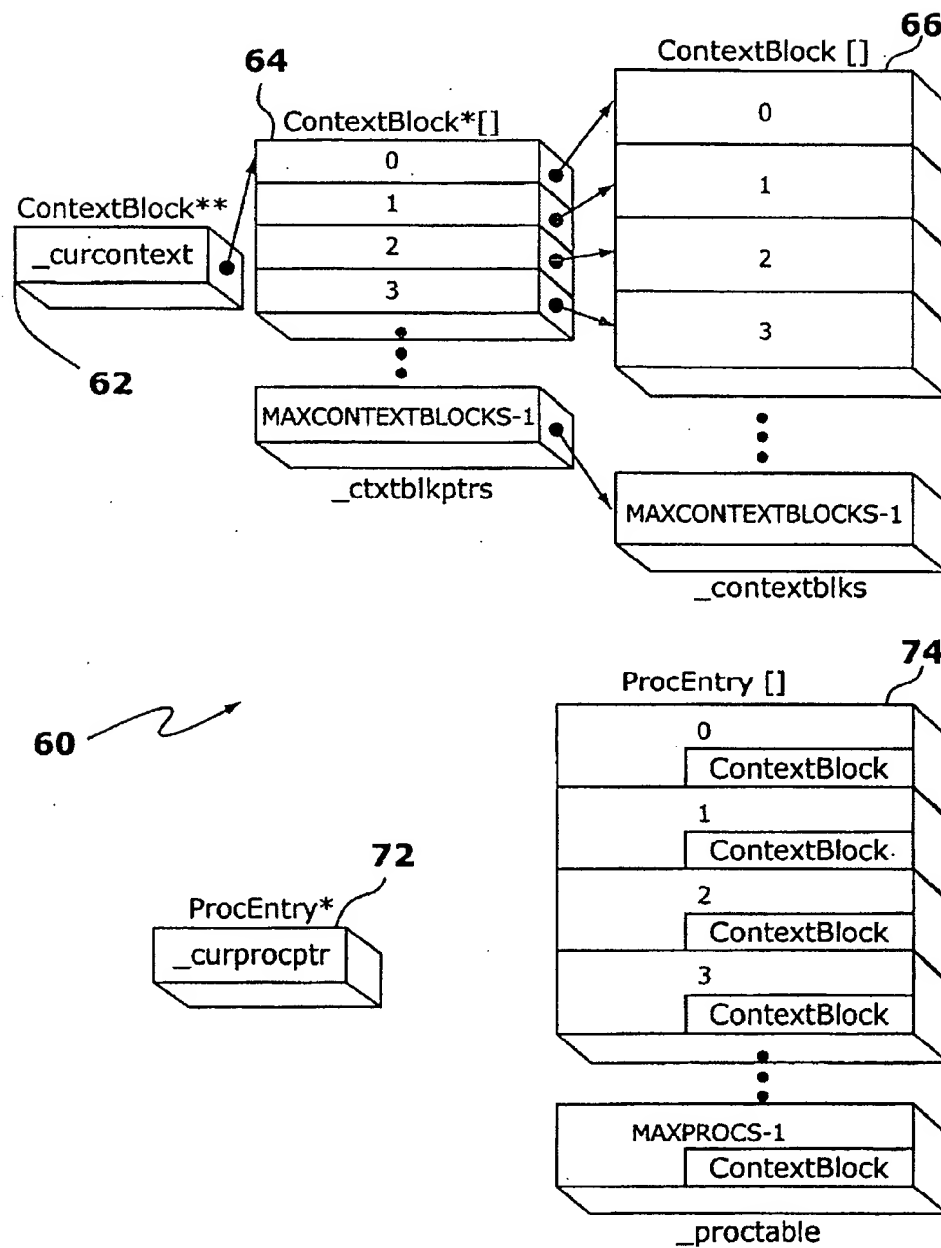 66
ContextBlock []
64
ContextBlock*[]
0
0
1
1
ContextBlock**
_curcontext
2
2
3
3
62
MAXCONTEXTBLOCKS-1
_ctxtblkptrs
MAXCONTEXTBLOCKS-1
_contextblks
74
ProcEntry []
60
0
ContextBlock
1
ContextBlock
72
2
ContextBlock
ProcEntry*
_curprocptr
3
ContextBlock
MAXPROCS-1
ContextBlock
_proctable